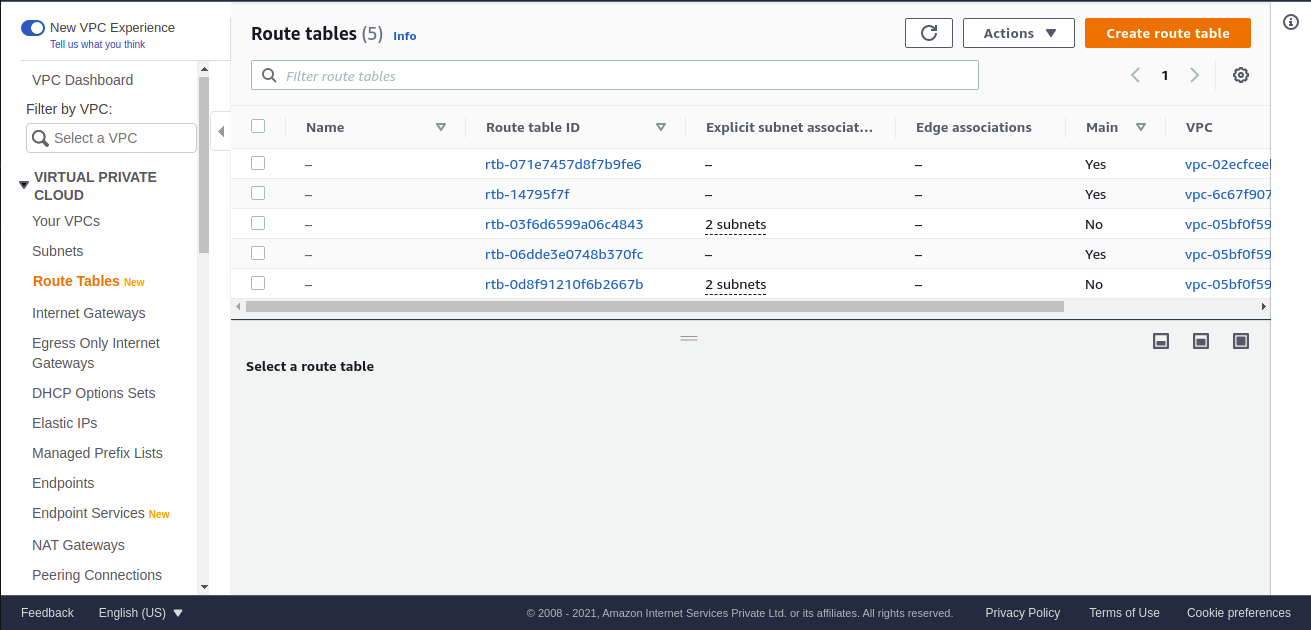 New VPC Experience
Tell us what you think
VPC Dashboard
Filter by VPC:
Select a VPC
VIRTUAL PRIVATE
CLOUD
Your VPCs
Subnets
Route Tables New
Internet Gateways
Egress Only Internet
Gateways
DHCP Options Sets
Elastic IPs
Managed Prefix Lists
Endpoints
Endpoint Services New
NAT Gateways
Peering Connections
Route tables (5) Info
Actions
Create route table
Filter route tables
1
Name Route table ID Explicit subnet associat... Edge associations Main VPC
– rtb-071e7457d8f7b9fe6 – – Yes vpc-02ecfcee
– rtb-14795f7f – – Yes vpc-6c67f907
– rtb-03f6d6599a06c4843 2 subnets – No vpc-05bf0f59
– rtb-06dde3e0748b370fc – – Yes vpc-05bf0f59
– rtb-0d8f91210f6b2667b 2 subnets – No vpc-05bf0f59
Select a route table
Feedback English (US) © 2008 - 2021, Amazon Internet Services Private Ltd. or its affiliates. All rights reserved. Privacy Policy Terms of Use Cookie preferences